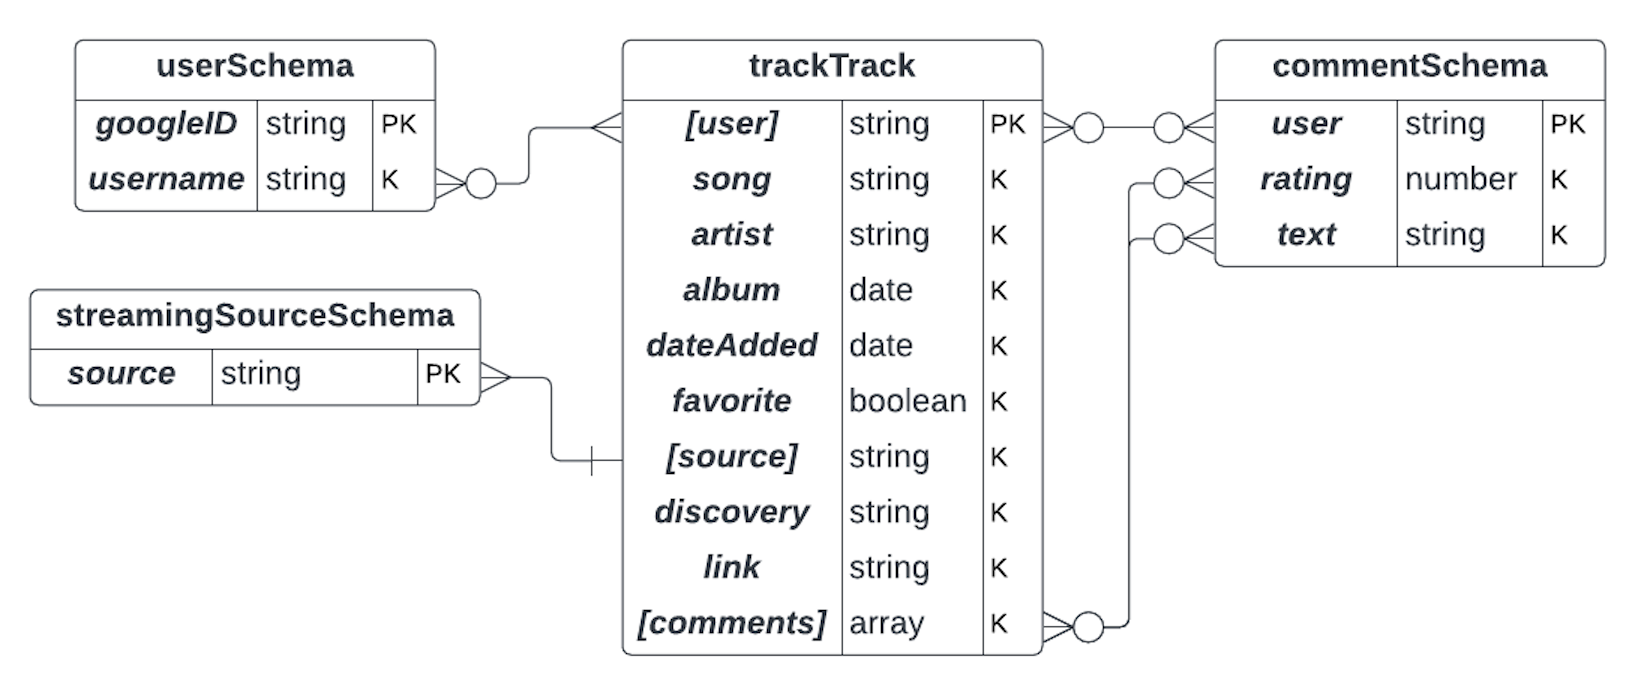 userSchema
googleID string PK
username string K
streamingSourceSchema
source string PK
trackTrack
[user] string PK
song string K
artist string K
album date K
dateAdded date K
favorite boolean K
[source] string K
discovery string K
link string K
[comments] array K
commentSchema
user string PK
rating number K
text string K